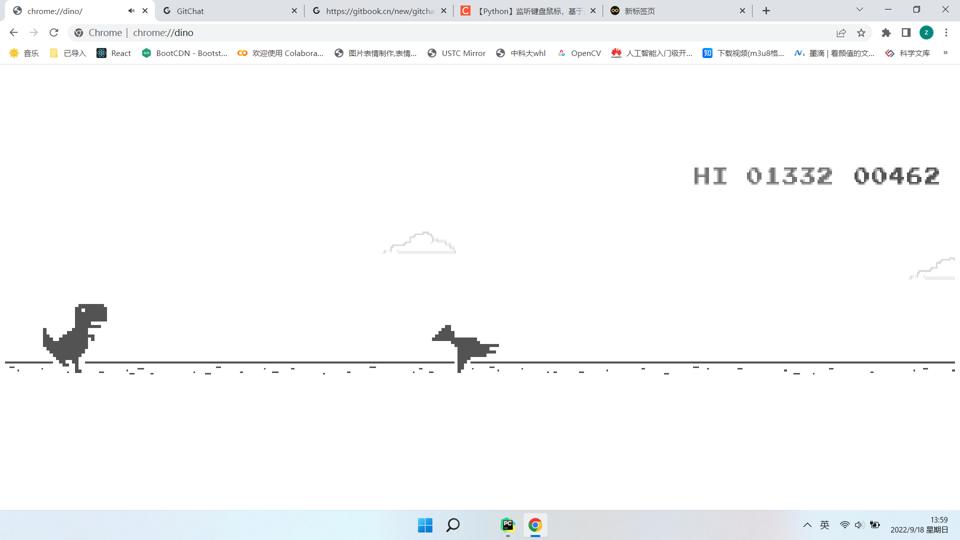 chrome://dino/
GitChat
https://gitbook.cn/new/gitcha
【Python】监听键盘鼠标，基于
新标签页
Chrome | chrome://dino
音乐
已导入
React
BootCDN - Bootst...
欢迎使用 Colabora...
图片表情制作,表情...
USTC Mirror
中科大whl
OpenCV
人工智能入门极开...
下载视频(m3u8格...
墨滴 | 看颜值的文...
科学文库
»
HI 01332 00462
英
13:59
2022/9/18 星期日